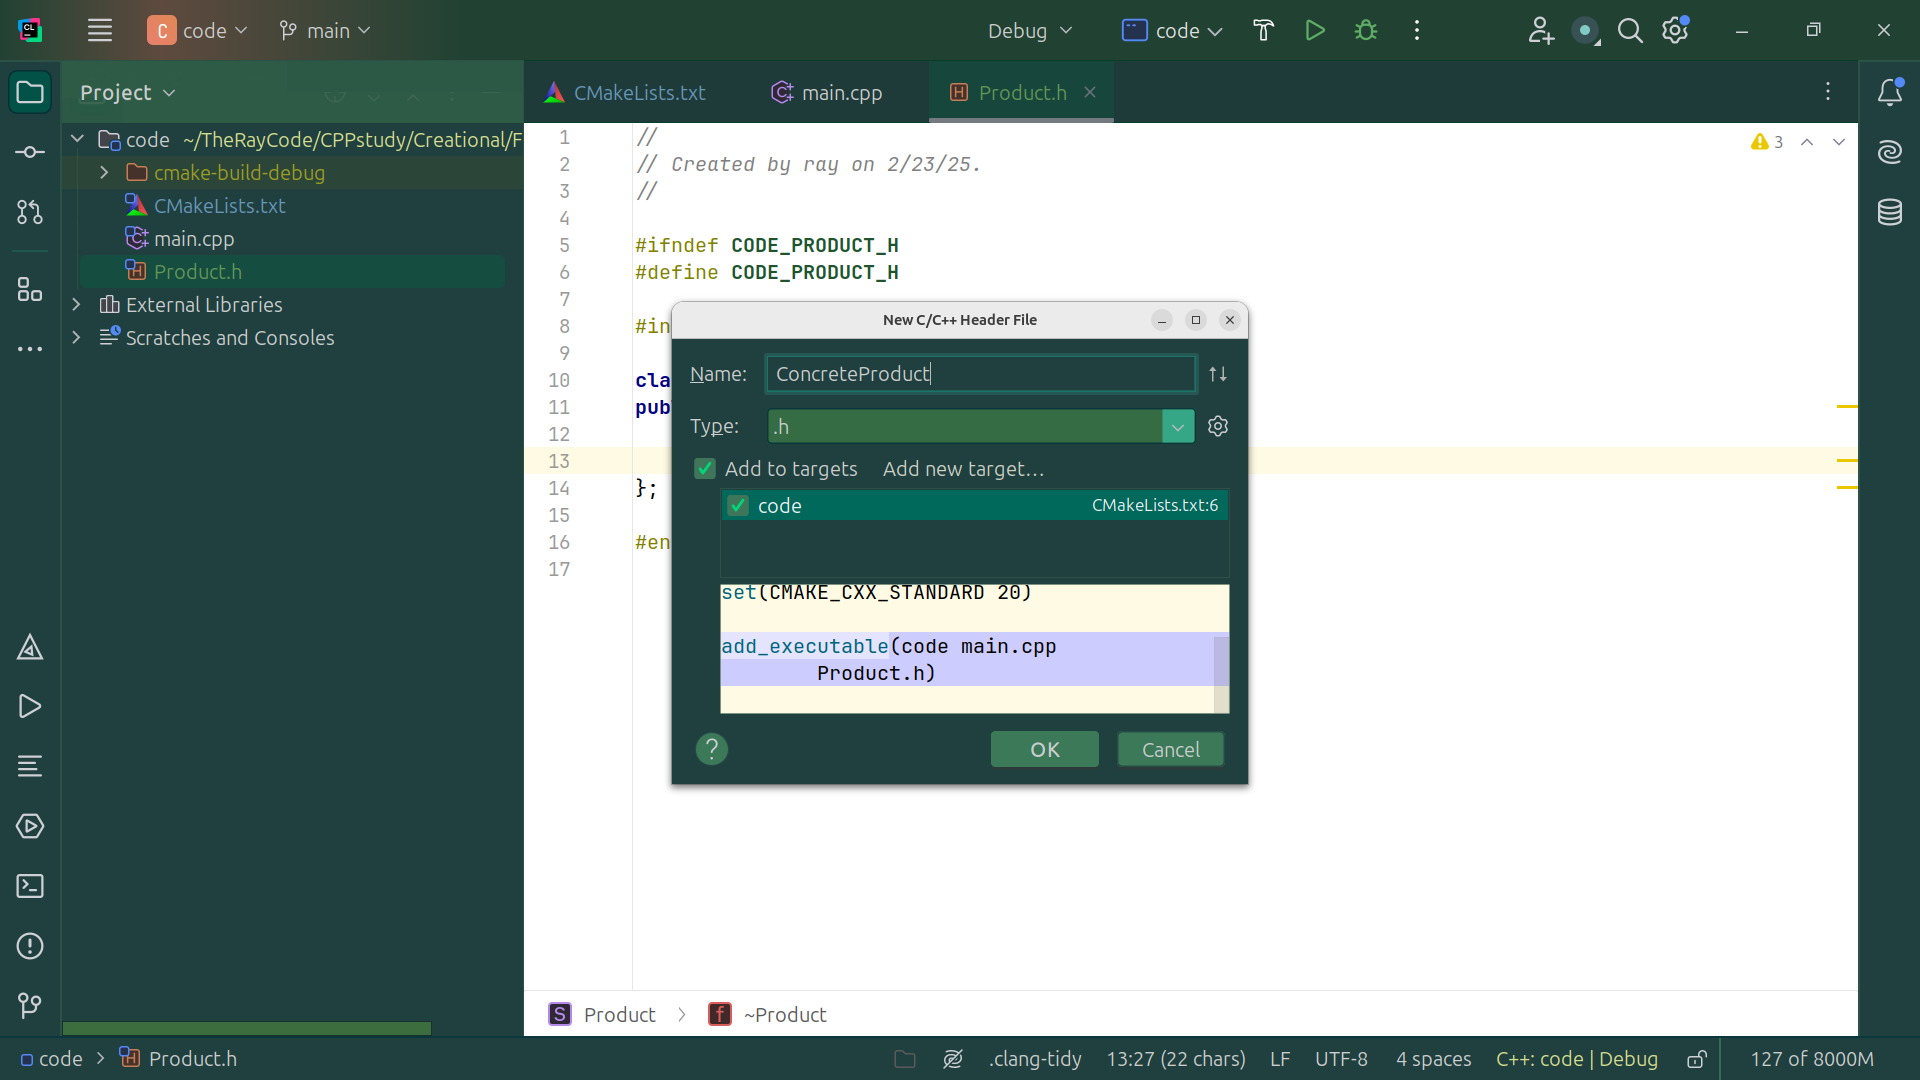 CL
C code
main
Debug
code
Project
CMakeLists.txt
main.cpp
Product.h
code ~/TheRayCode/CPPstudy/Creational/F
cmake-build-debug
CMakeLists.txt
main.cpp
Product.h
External Libraries
Scratches and Consoles
1 //
2 // Created by ray on 2/23/25.
3 //
4
5 #ifndef CODE_PRODUCT_H
6 #define CODE_PRODUCT_H
7
8 #in
9
10 cla
11 pub
12
13
14 };
15
16 #en
17
3
New C/C++ Header File
Name: ConcreteProduct
Type: .h
Add to targets Add new target...
code CMakeLists.txt:6
set(CMAKE_CXX_STANDARD 20)
add_executable(code main.cpp
Product.h)
? OK Cancel
S Product f ~Product
code H Product.h
.clang-tidy 13:27 (22 chars) LF UTF-8 4 spaces C++: code | Debug 127 of 8000M